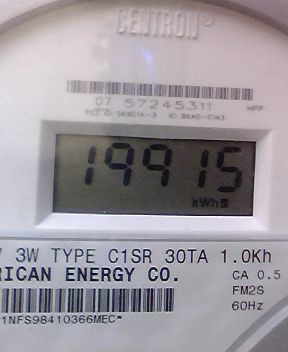 CENTRON
07 57245311 HPP
19915
kWh
3W TYPE C1SR 30TA 1.0Kh
RICAN ENERGY CO.
CA 0.5
FM2S
60Hz
1NFS98410366MEC*